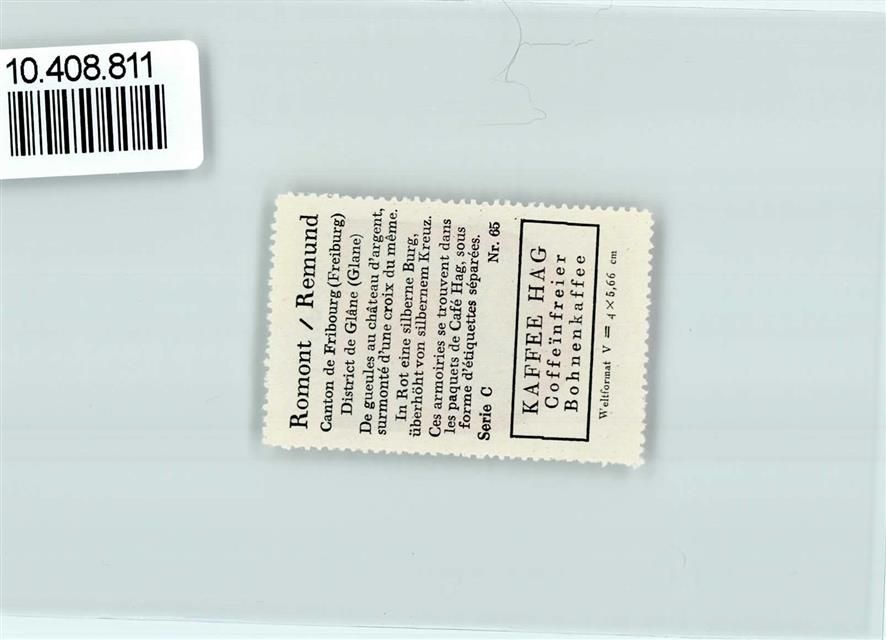 10.408.811
Romont / Remund
Canton de Fribourg (Freiburg)
District de Glâne (Glane)
De gueules au château d'argent,
surmonté d'une croix du même.
In Rot eine silberne Burg,
überhöht von silbernem Kreuz.
Ces armoiries se trouvent dans
les paquets de Café Hag, sous
forme d'étiquettes séparées.
Serie C Nr. 65
KAFFEE HAG
Coffeïnfreier
Bohnenkaffee
Weltformat V = 4 × 5,66 cm